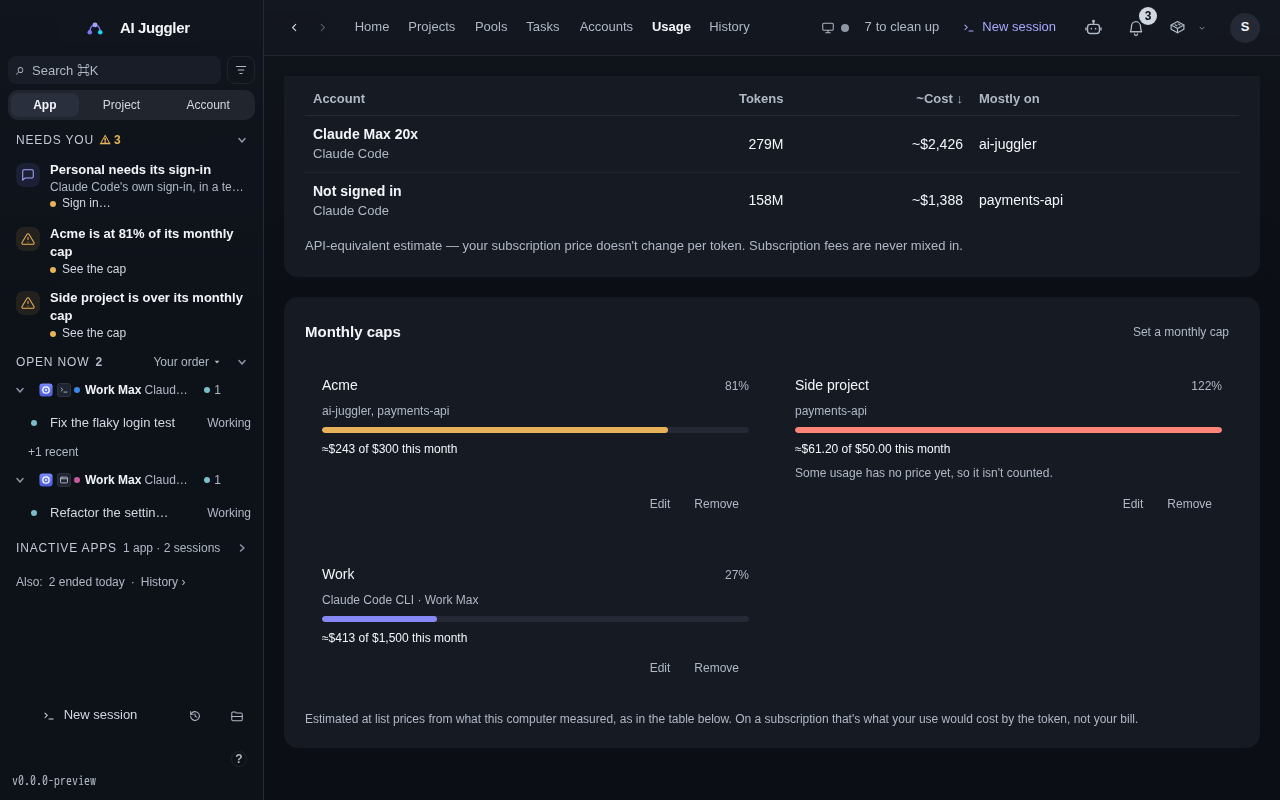 AI Juggler
Search ⌘K
App Project Account
NEEDS YOU 3
Personal needs its sign-in
Claude Code's own sign-in, in a te…
Sign in…
Acme is at 81% of its monthly
cap
See the cap
Side project is over its monthly
cap
See the cap
OPEN NOW 2 Your order
Work Max Claud… 1
Fix the flaky login test Working
+1 recent
Work Max Claud… 1
Refactor the settin… Working
INACTIVE APPS 1 app · 2 sessions
Also: 2 ended today · History ›
New session
?
v0.0.0-preview
Home Projects Pools Tasks Accounts Usage History
7 to clean up
New session
3
S
Account Tokens ~Cost ↓ Mostly on
Claude Max 20x
Claude Code
279M ~$2,426 ai-juggler
Not signed in
Claude Code
158M ~$1,388 payments-api
API-equivalent estimate — your subscription price doesn't change per token. Subscription fees are never mixed in.
Monthly caps
Set a monthly cap
Acme 81%
ai-juggler, payments-api
≈$243 of $300 this month
Edit Remove
Side project 122%
payments-api
≈$61.20 of $50.00 this month
Some usage has no price yet, so it isn't counted.
Edit Remove
Work 27%
Claude Code CLI · Work Max
≈$413 of $1,500 this month
Edit Remove
Estimated at list prices from what this computer measured, as in the table below. On a subscription that's what your use would cost by the token, not your bill.